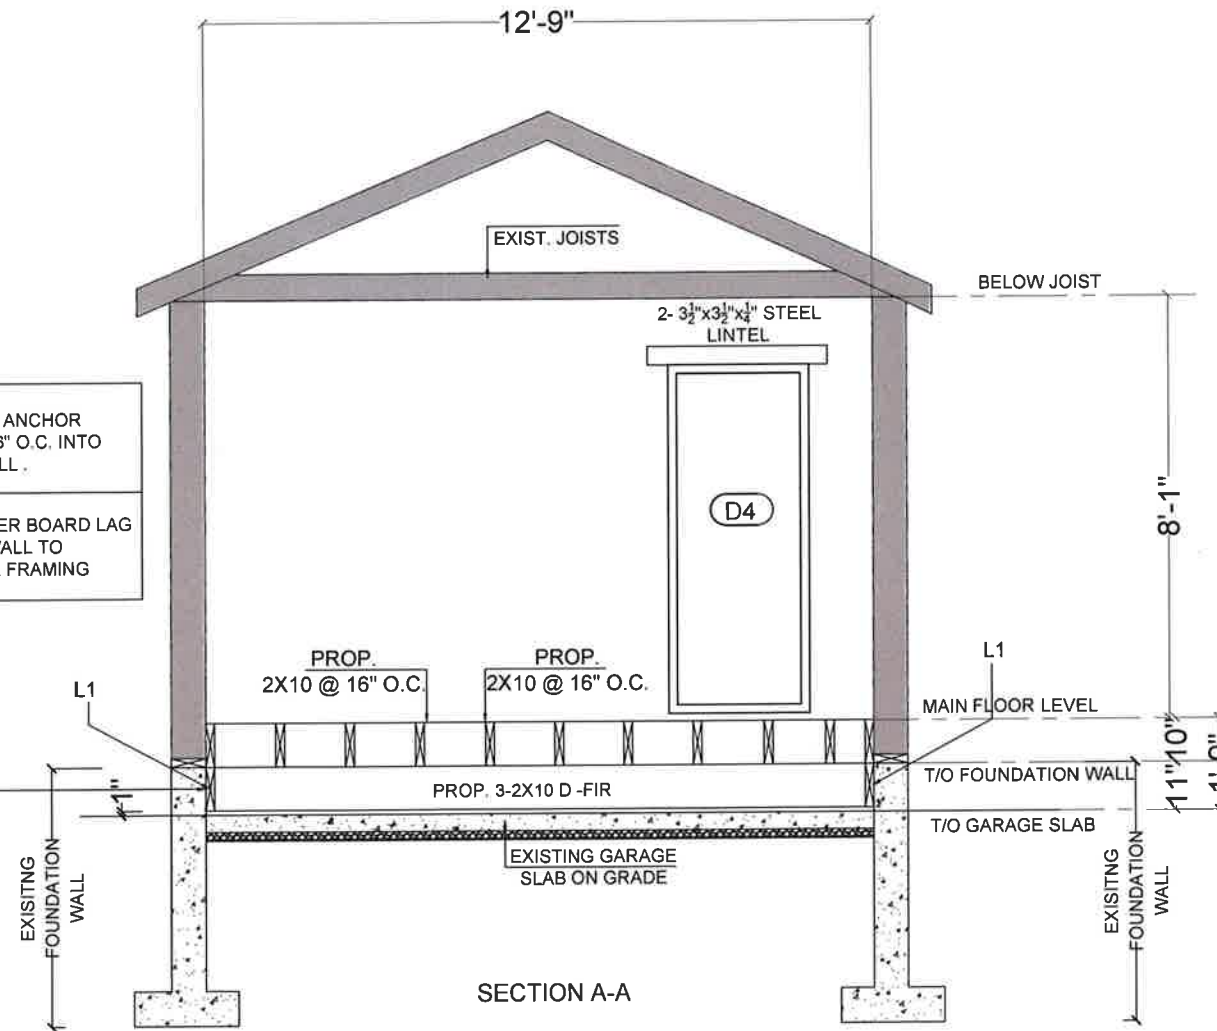 12'-9"
EXIST. JOISTS
BELOW JOIST
2- 3½"x3½"x¼" STEEL
LINTEL
ANCHOR
6" O.C. INTO
LL .
ER BOARD LAG
WALL TO
FRAMING
D4
8'-1"
PROP.
2X10 @ 16" O.C.
PROP.
2X10 @ 16" O.C.
L1
L1
MAIN FLOOR LEVEL
10"
11"
T/O FOUNDATION WALL
1"
PROP. 3-2X10 D -FIR
T/O GARAGE SLAB
EXISTING GARAGE
SLAB ON GRADE
EXISITNG
FOUNDATION
WALL
EXISITNG
FOUNDATION
WALL
SECTION A-A